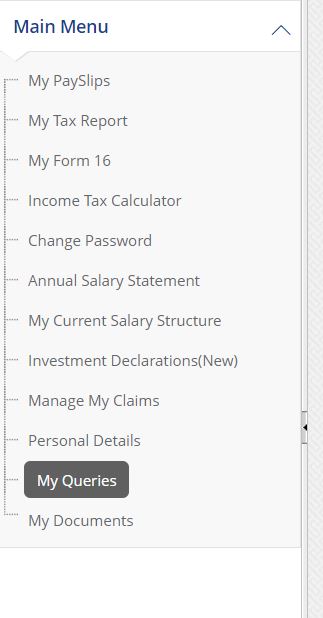 Main Menu
My PaySlips
My Tax Report
My Form 16
Income Tax Calculator
Change Password
Annual Salary Statement
My Current Salary Structure
Investment Declarations(New)
Manage My Claims
Personal Details
My Queries
My Documents